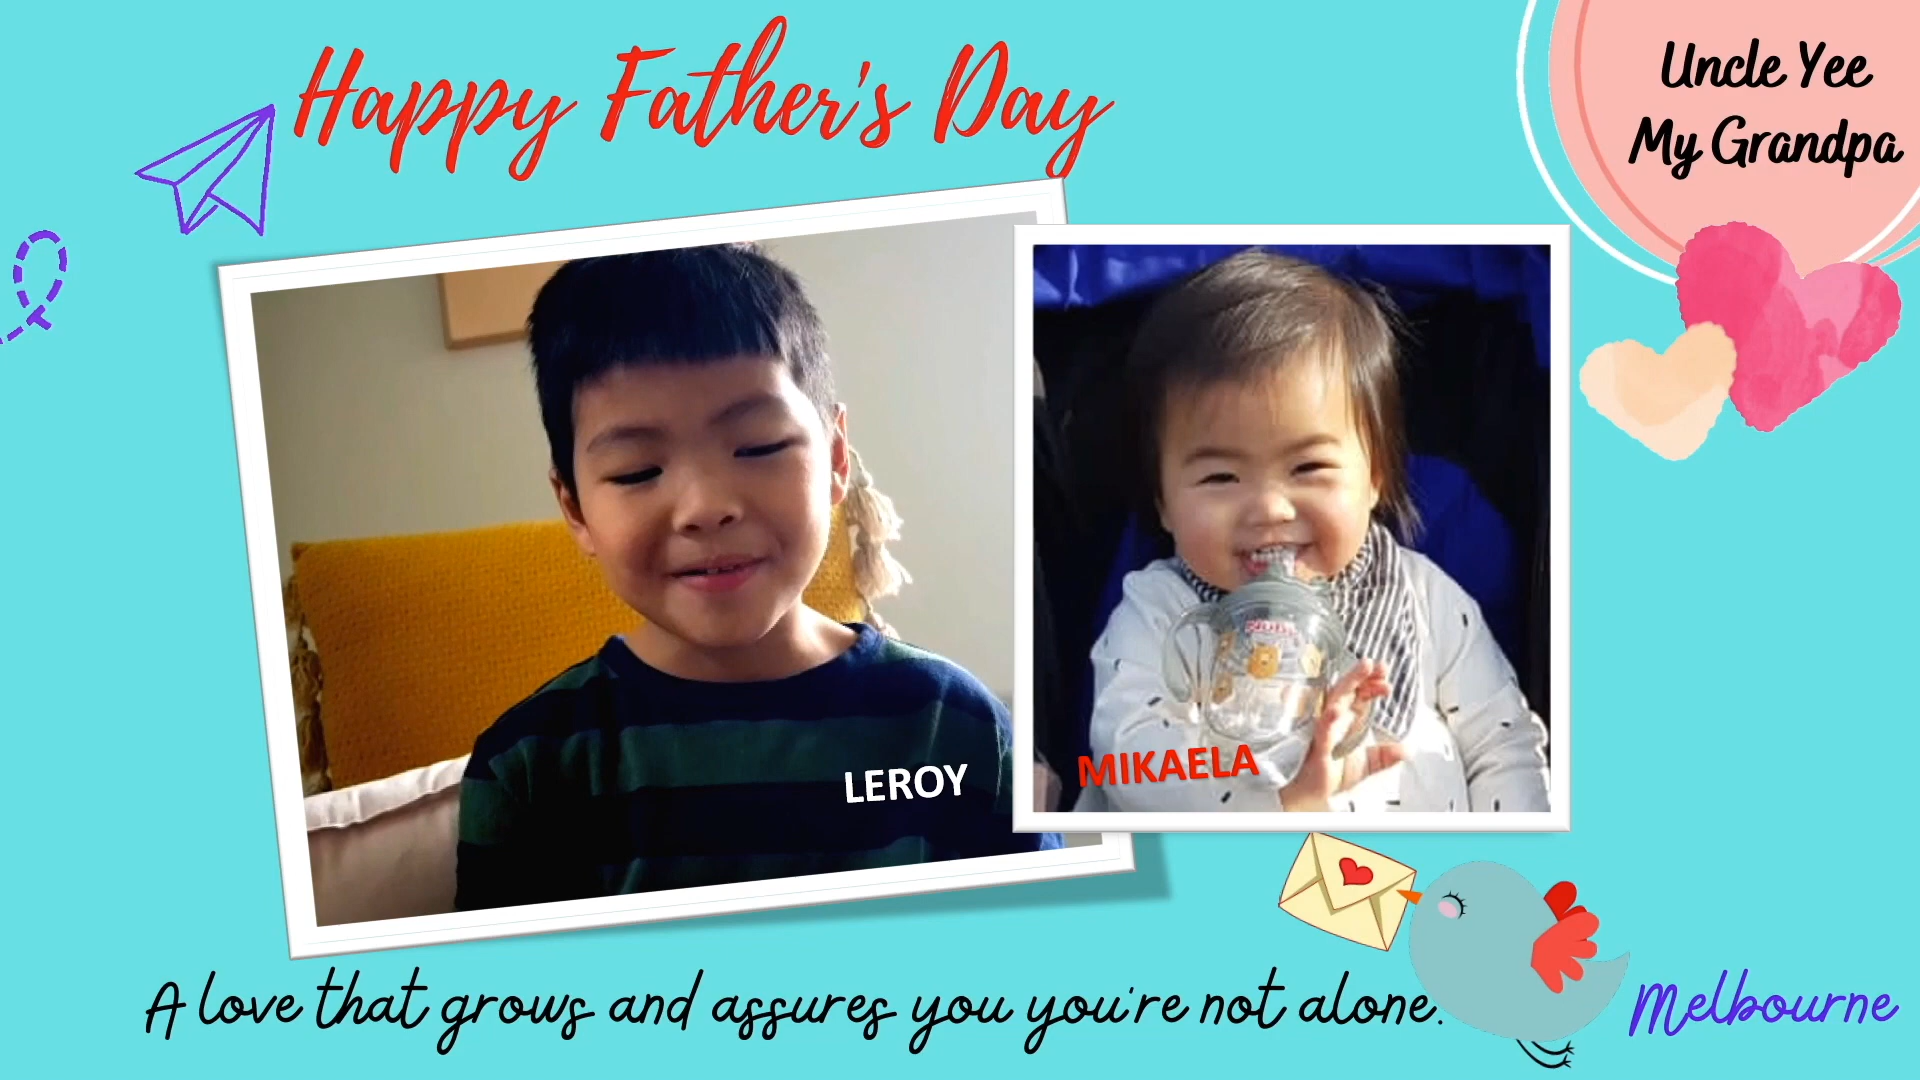 Happy Father's Day
Uncle Yee
My Grandpa
LEROY
MIKAELA
A love that grows and assures you you're not alone.
Melbourne